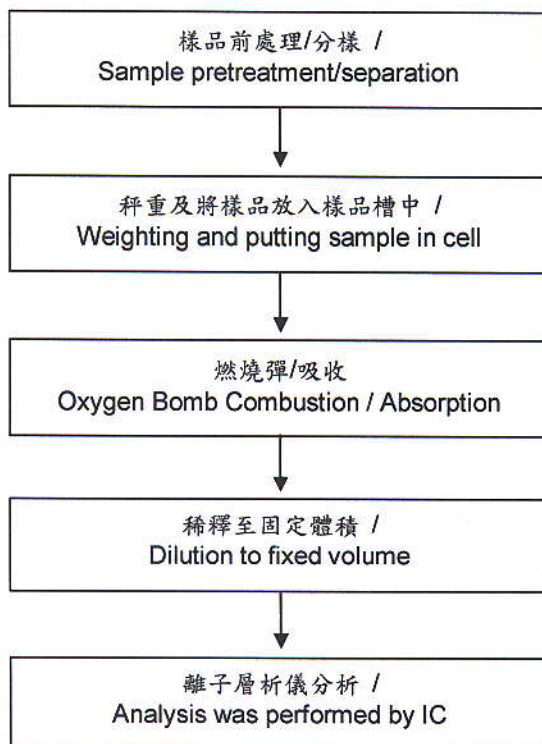 樣品前處理/分樣 /
Sample pretreatment/separation
秤重及將樣品放入樣品槽中 /
Weighting and putting sample in cell
燃燒彈/吸收
Oxygen Bomb Combustion / Absorption
稀釋至固定體積 /
Dilution to fixed volume
離子層析儀分析 /
Analysis was performed by IC